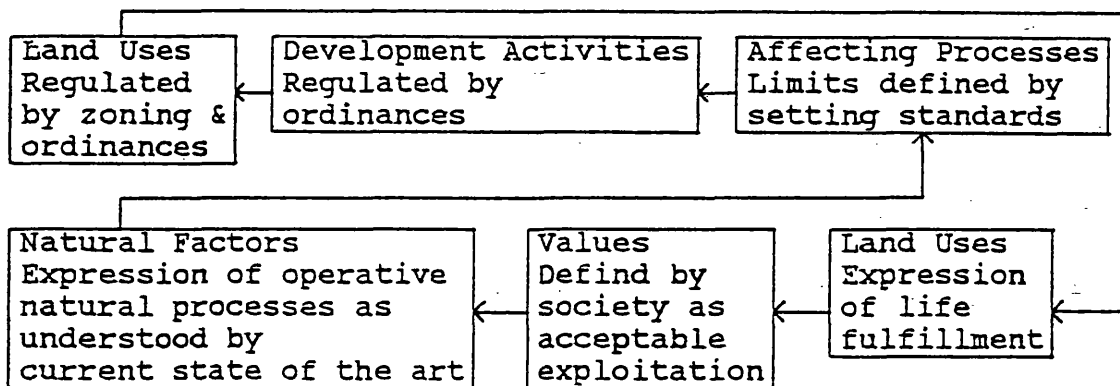 Land Uses
Regulated
by zoning &
ordinances
Development Activities
Regulated by
ordinances
Affecting Processes
Limits defined by
setting standards
Natural Factors
Expression of operative
natural processes as
understood by
current state of the art
Values
Defind by
society as
acceptable
exploitation
Land Uses
Expression
of life
fulfillment